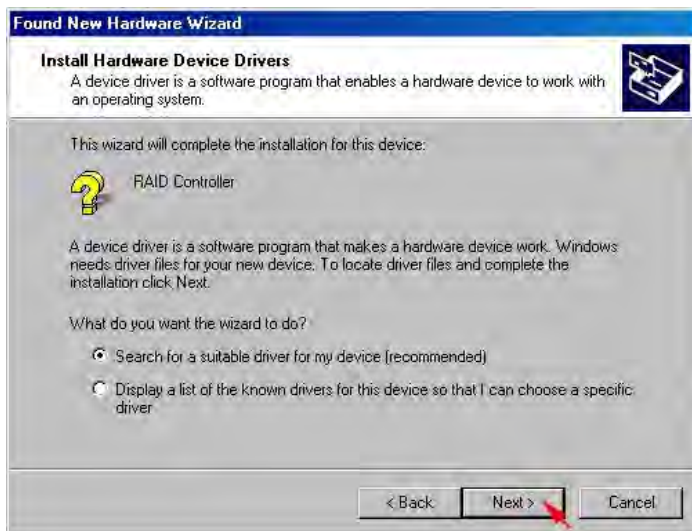 Found New Hardware Wizard
Install Hardware Device Drivers
A device driver is a software program that enables a hardware device to work with
an operating system.
This wizard will complete the installation for this device:
RAID Controller
A device driver is a software program that makes a hardware device work. Windows
needs driver files for your new device. To locate driver files and complete the
installation click Next.
What do you want the wizard to do?
Search for a suitable driver for my device (recommended)
Display a list of the known drivers for this device so that I can choose a specific
driver
< Back
Next >
Cancel